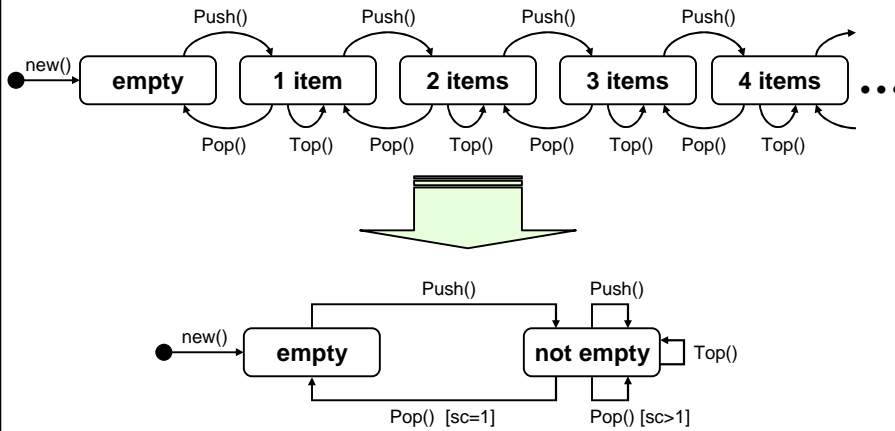 Push() Push() Push() Push()
new()
empty 1 item 2 items 3 items 4 items ...
Pop() Top() Pop() Top() Pop() Top() Pop() Top()
Push() Push()
new()
empty not empty Top()
Pop() [sc=1] Pop() [sc>1]